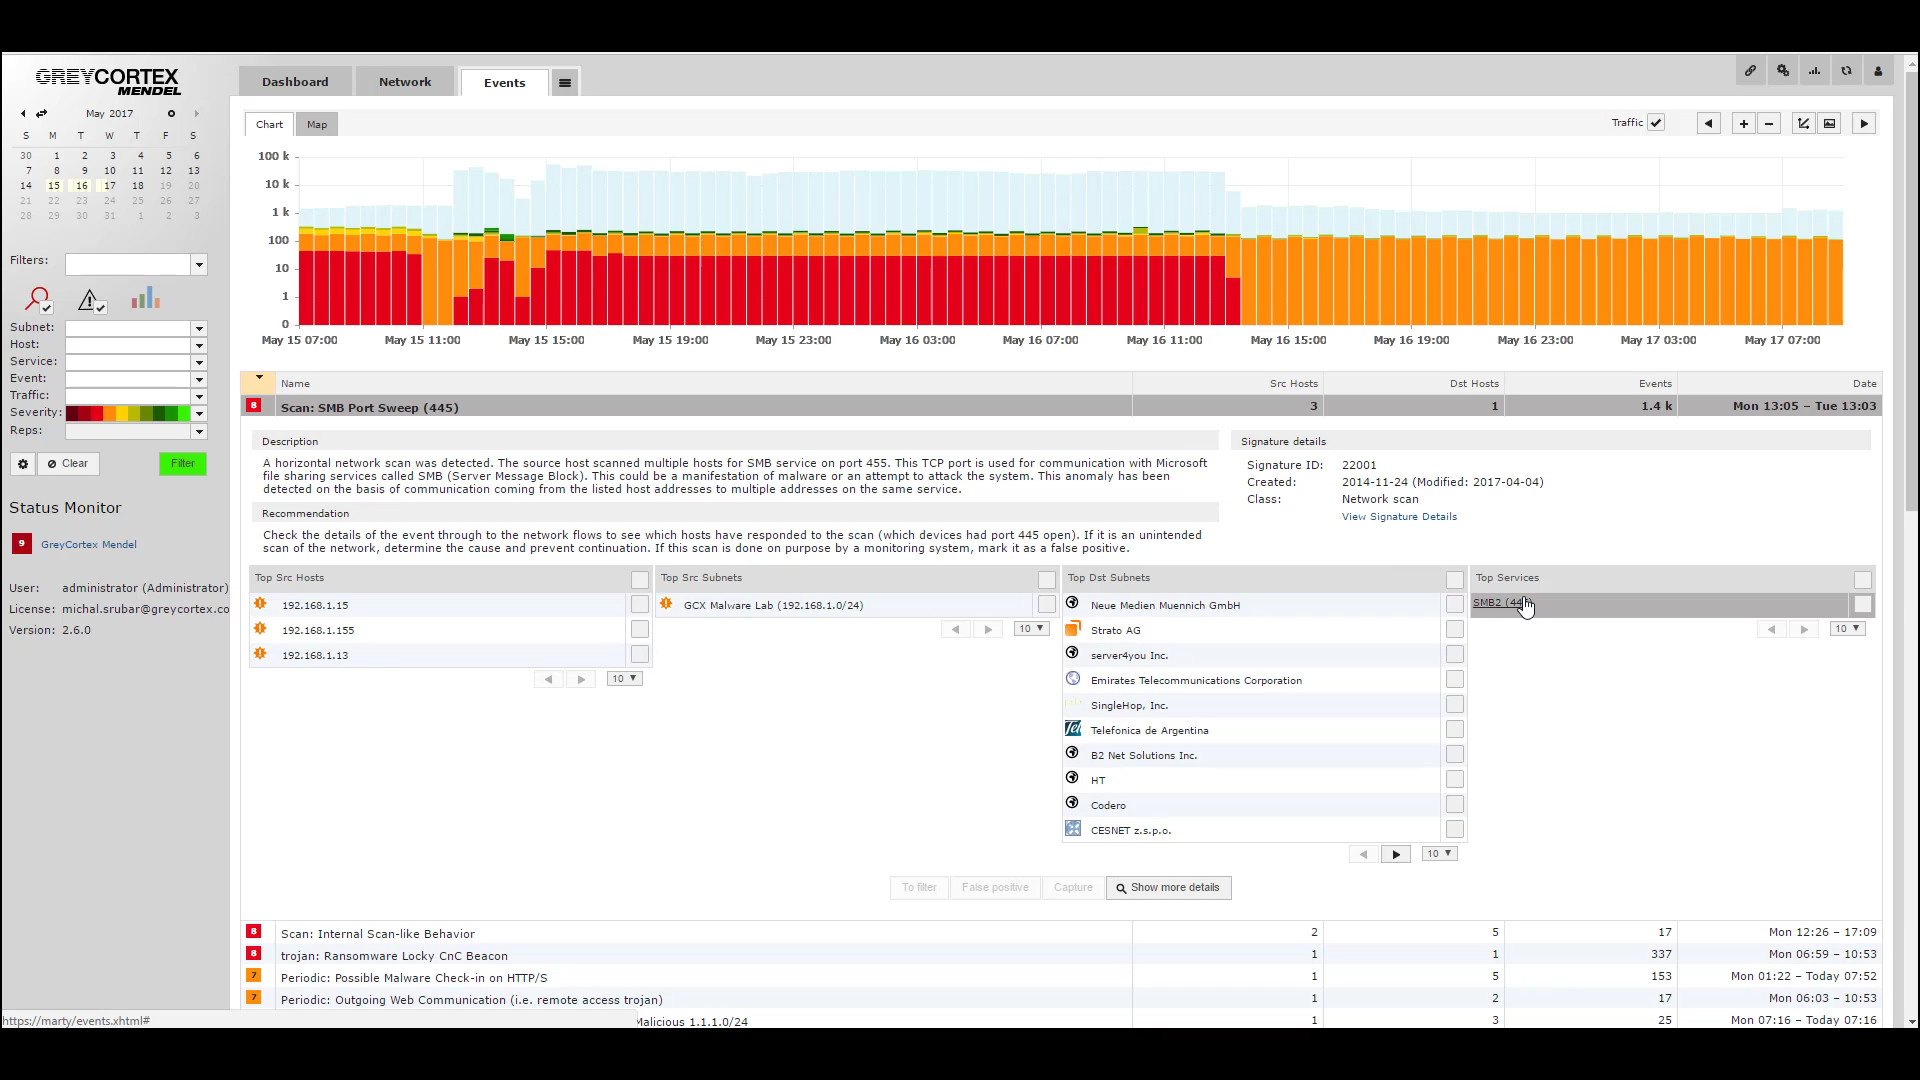 GREYCORTEX
MENDEL
Dashboard Network Events
May 2017
S M T W T F S
30 1 2 3 4 5 6
7 8 9 10 11 12 13
14 15 16 17 18 19 20
21 22 23 24 25 26 27
28 29 30 31 1 2 3
Filters:
Subnet:
Host:
Service:
Event:
Traffic:
Severity:
Reps:
Clear Filter
Status Monitor
9 GreyCortex Mendel
User: administrator (Administrator)
License: michal.srubar@greycortex.co
Version: 2.6.0
Chart Map
Traffic
100 k
10 k
1 k
100
10
1
0
May 15 07:00 May 15 11:00 May 15 15:00 May 15 19:00 May 15 23:00 May 16 03:00 May 16 07:00 May 16 11:00 May 16 15:00 May 16 19:00 May 16 23:00 May 17 03:00 May 17 07:00
Name Src Hosts Dst Hosts Events Date
8 Scan: SMB Port Sweep (445) 3 1 1.4 k Mon 13:05 – Tue 13:03
Description
A horizontal network scan was detected. The source host scanned multiple hosts for SMB service on port 455. This TCP port is used for communication with Microsoft
file sharing services called SMB (Server Message Block). This could be a manifestation of malware or an attempt to attack the system. This anomaly has been
detected on the basis of communication coming from the listed host addresses to multiple addresses on the same service.
Recommendation
Check the details of the event through to the network flows to see which hosts have responded to the scan (which devices had port 445 open). If it is an unintended
scan of the network, determine the cause and prevent continuation. If this scan is done on purpose by a monitoring system, mark it as a false positive.
Signature details
Signature ID: 22001
Created: 2014-11-24 (Modified: 2017-04-04)
Class: Network scan
View Signature Details
Top Src Hosts
192.168.1.15
192.168.1.155
192.168.1.13
10
Top Src Subnets
GCX Malware Lab (192.168.1.0/24)
10
Top Dst Subnets
Neue Medien Muennich GmbH
Strato AG
server4you Inc.
Emirates Telecommunications Corporation
SingleHop, Inc.
Telefonica de Argentina
B2 Net Solutions Inc.
HT
Codero
CESNET z.s.p.o.
10
Top Services
SMB2
10
To filter False positive Capture Show more details
8 Scan: Internal Scan-like Behavior 2 5 17 Mon 12:26 – 17:09
8 trojan: Ransomware Locky CnC Beacon 1 1 337 Mon 06:59 – 10:53
7 Periodic: Possible Malware Check-in on HTTP/S 1 5 153 Mon 01:22 – Today 07:52
7 Periodic: Outgoing Web Communication (i.e. remote access trojan) 1 2 17 Mon 06:03 – 10:53
Malicious 1.1.1.0/24 1 3 25 Mon 07:16 – Today 07:16
https://marty/events.xhtml#